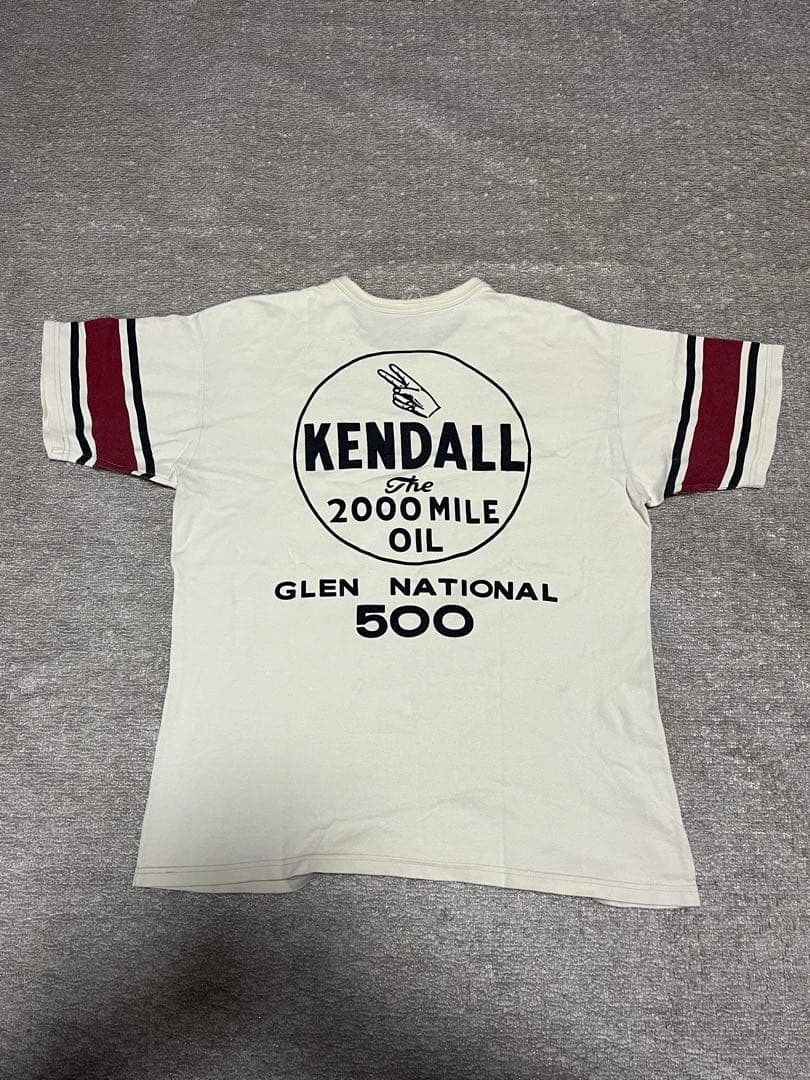 KENDALL
The
2000 MILE
OIL
GLEN NATIONAL
500